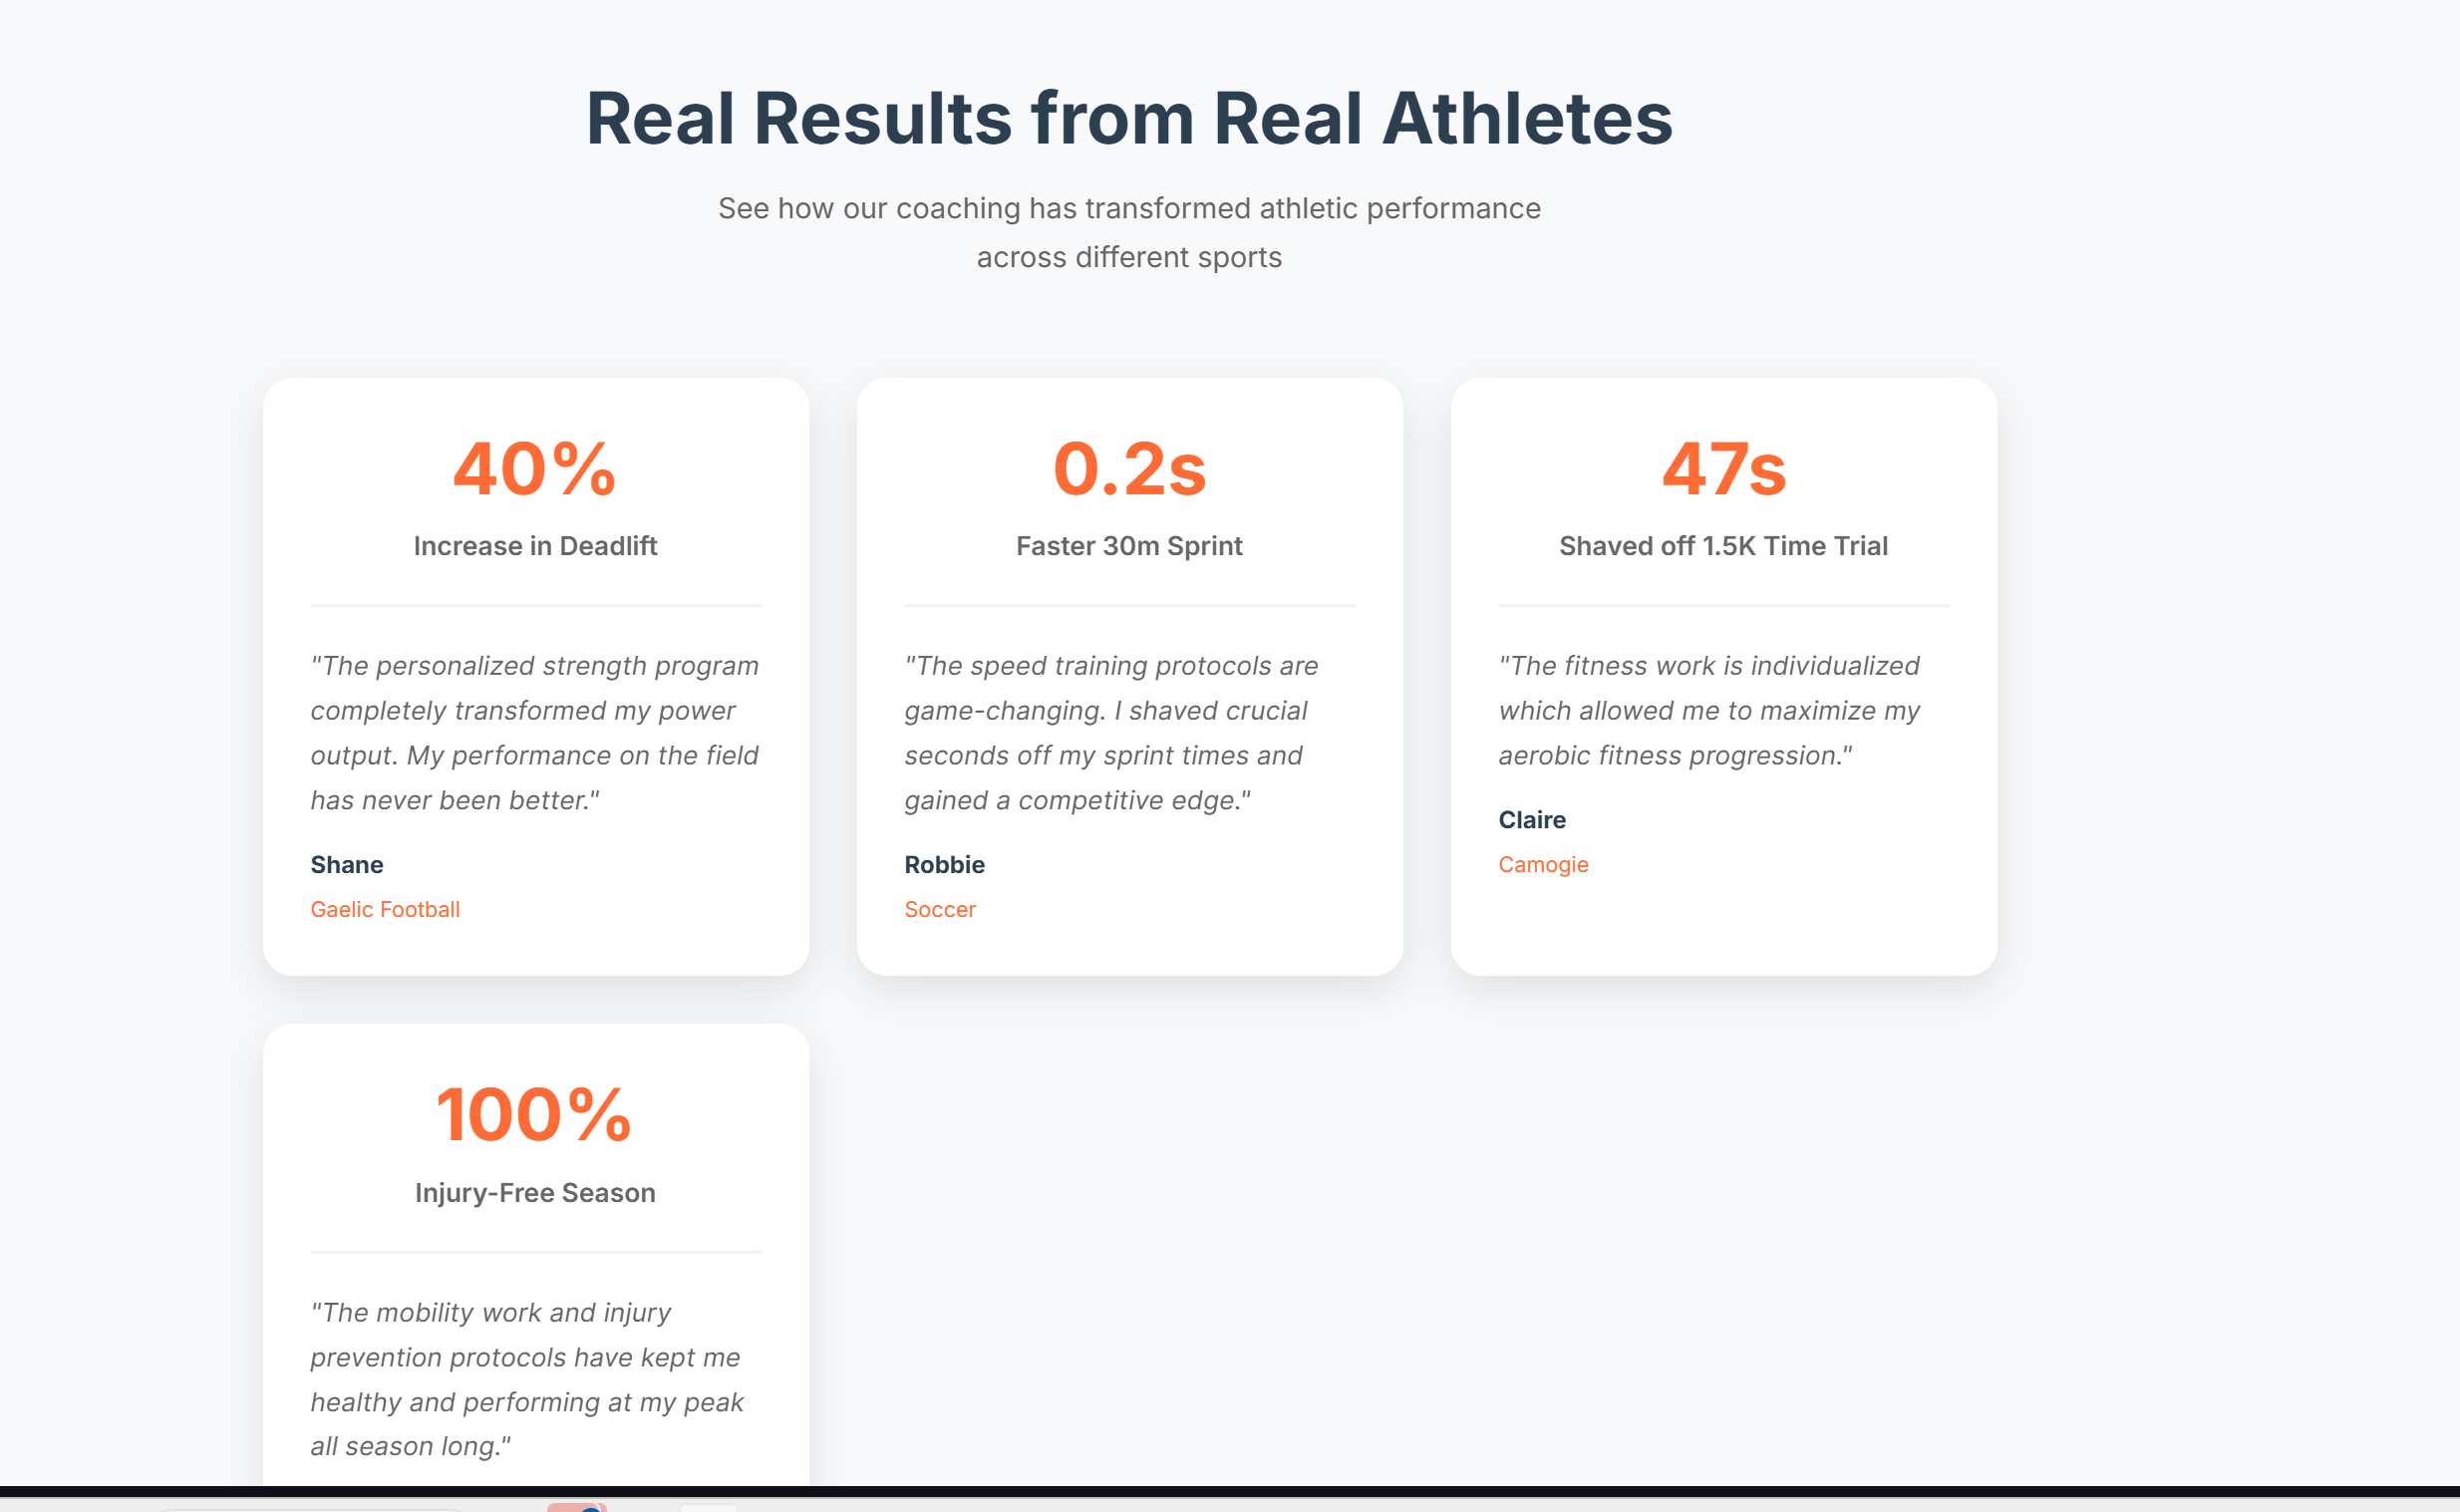 Real Results from Real Athletes
See how our coaching has transformed athletic performance
across different sports
40%
Increase in Deadlift
"The personalized strength program
completely transformed my power
output. My performance on the field
has never been better."
Shane
Gaelic Football
0.2s
Faster 30m Sprint
"The speed training protocols are
game-changing. I shaved crucial
seconds off my sprint times and
gained a competitive edge."
Robbie
Soccer
47s
Shaved off 1.5K Time Trial
"The fitness work is individualized
which allowed me to maximize my
aerobic fitness progression."
Claire
Camogie
100%
Injury-Free Season
"The mobility work and injury
prevention protocols have kept me
healthy and performing at my peak
all season long."